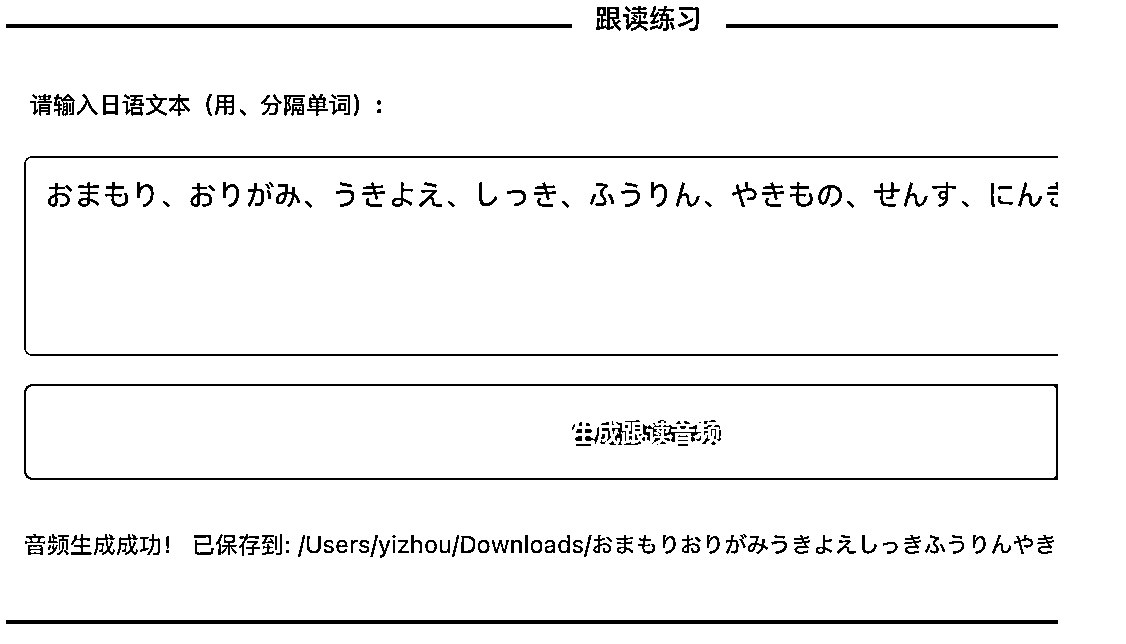 跟读练习
请输入日语文本（用、分隔单词）:
おまもり、おりがみ、うきよえ、しっき、ふうりん、やきもの、せんす、にん
生成跟读音频
音频生成成功! 已保存到: /Users/yizhou/Downloads/おまもりおりがみうきよえしっきふうりんやき